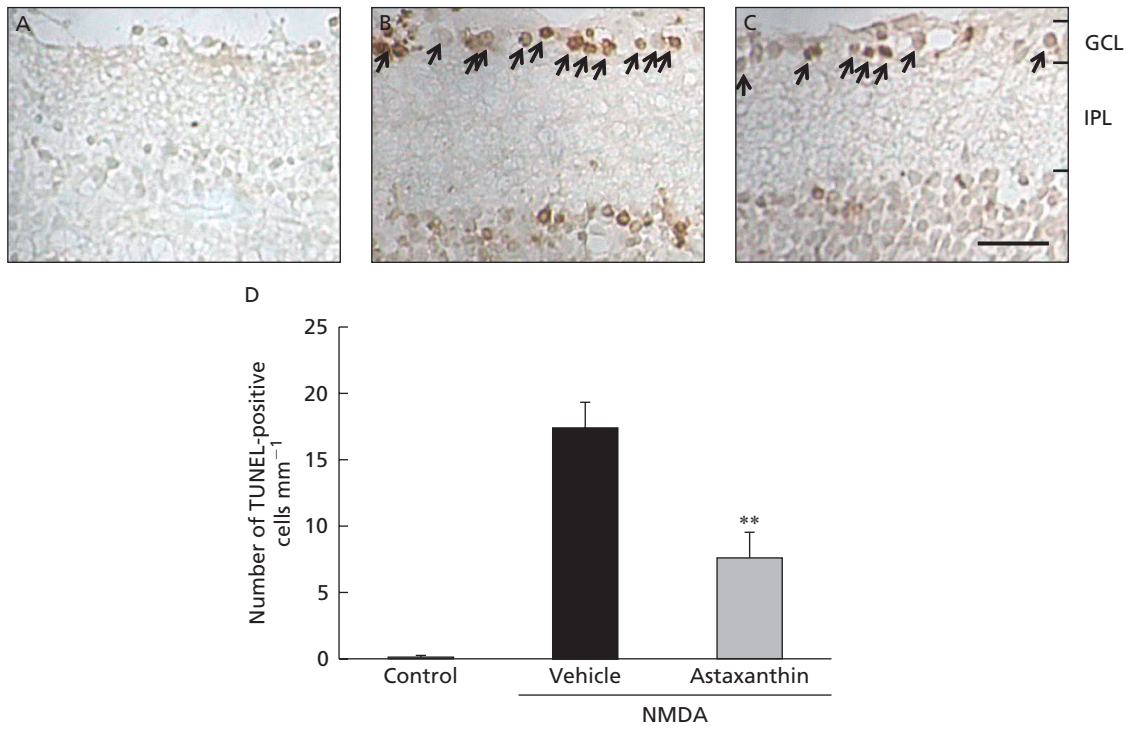 A
B
C
GCL
IPL
D
25
20
15
10
5
0
Number of TUNEL-positive
cells mm⁻¹
**
Control
Vehicle
Astaxanthin
NMDA